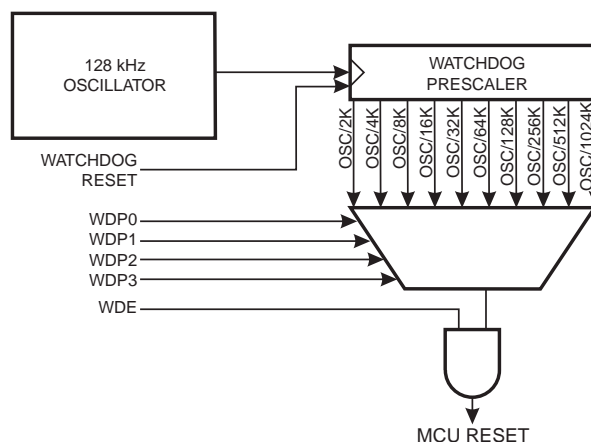 128 kHz
OSCILLATOR
WATCHDOG
PRESCALER
OSC/2K
OSC/4K
OSC/8K
OSC/16K
OSC/32K
OSC/64K
OSC/128K
OSC/256K
OSC/512K
OSC/1024K
WATCHDOG
RESET
WDP0
WDP1
WDP2
WDP3
WDE
MCU RESET